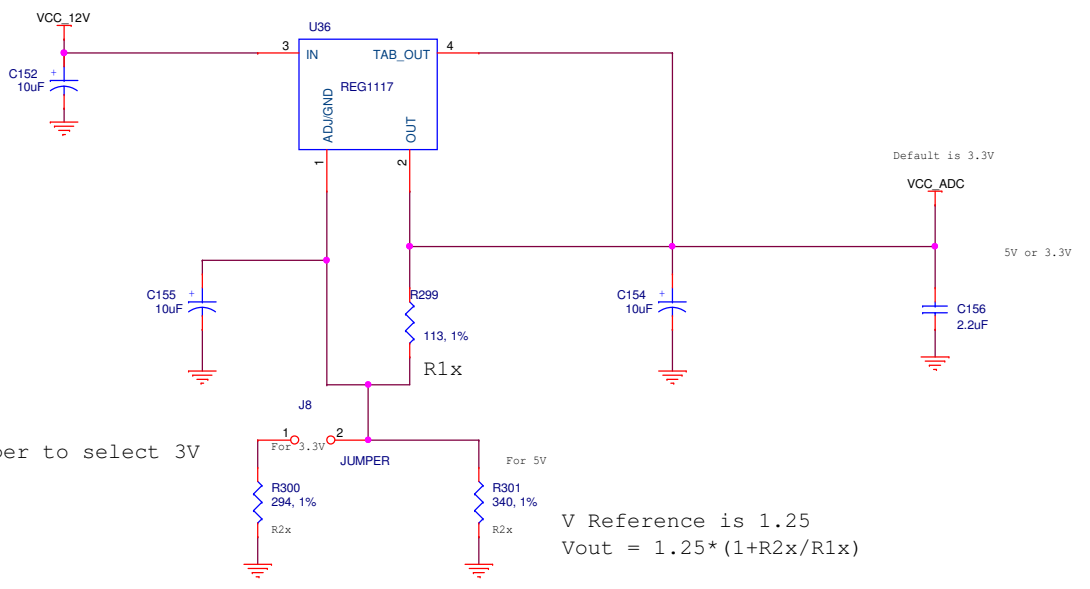 VCC_12V
C152
10uF
+
U36
3
IN
TAB_OUT
4
REG1117
ADJ/GND
OUT
1
2
Default is 3.3V
VCC_ADC
5V or 3.3V
C155
10uF
+
R299
113, 1%
R1x
C154
10uF
+
C156
2.2uF
J8
1
2
For 3.3V
JUMPER
per to select 3V
For 5V
R300
294, 1%
R2x
R301
340, 1%
R2x
V Reference is 1.25
Vout = 1.25*(1+R2x/R1x)